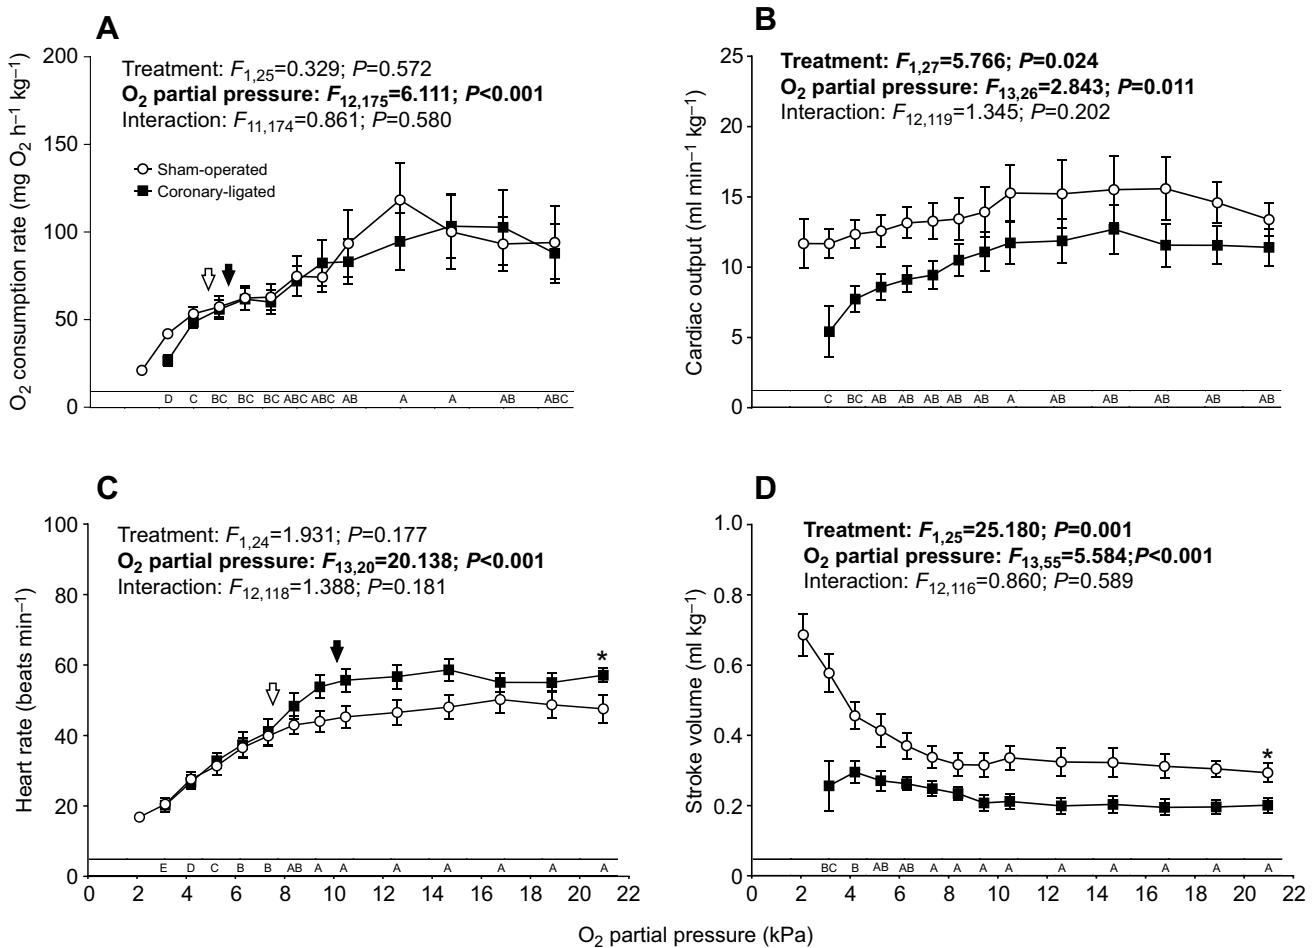 A
O₂ consumption rate (mg O₂ h⁻¹ kg⁻¹)
200
150
100
50
0
Treatment: F₁,₂₅=0.329; P=0.572
O₂ partial pressure: F₁₂,₁₇₅=6.111; P<0.001
Interaction: F₁₁,₁₇₄=0.861; P=0.580
Sham-operated
Coronary-ligated
D C BC BC BC ABC ABC AB A A AB ABC
B
Cardiac output (ml min⁻¹ kg⁻¹)
25
20
15
10
5
0
Treatment: F₁,₂₇=5.766; P=0.024
O₂ partial pressure: F₁₃,₂₆=2.843; P=0.011
Interaction: F₁₂,₁₁₉=1.345; P=0.202
C BC AB AB AB AB AB A AB AB AB AB AB
C
Heart rate (beats min⁻¹)
100
80
60
40
20
0
Treatment: F₁,₂₄=1.931; P=0.177
O₂ partial pressure: F₁₃,₂₀=20.138; P<0.001
Interaction: F₁₂,₁₁₈=1.388; P=0.181
*
E D C B B AB A A A A A A A
0 2 4 6 8 10 12 14 16 18 20 22
D
Stroke volume (ml kg⁻¹)
1.0
0.8
0.6
0.4
0.2
0
Treatment: F₁,₂₅=25.180; P=0.001
O₂ partial pressure: F₁₃,₅₅=5.584;P<0.001
Interaction: F₁₂,₁₁₆=0.860; P=0.589
*
BC B AB AB A A A A A A A A A
0 2 4 6 8 10 12 14 16 18 20 22
O₂ partial pressure (kPa)